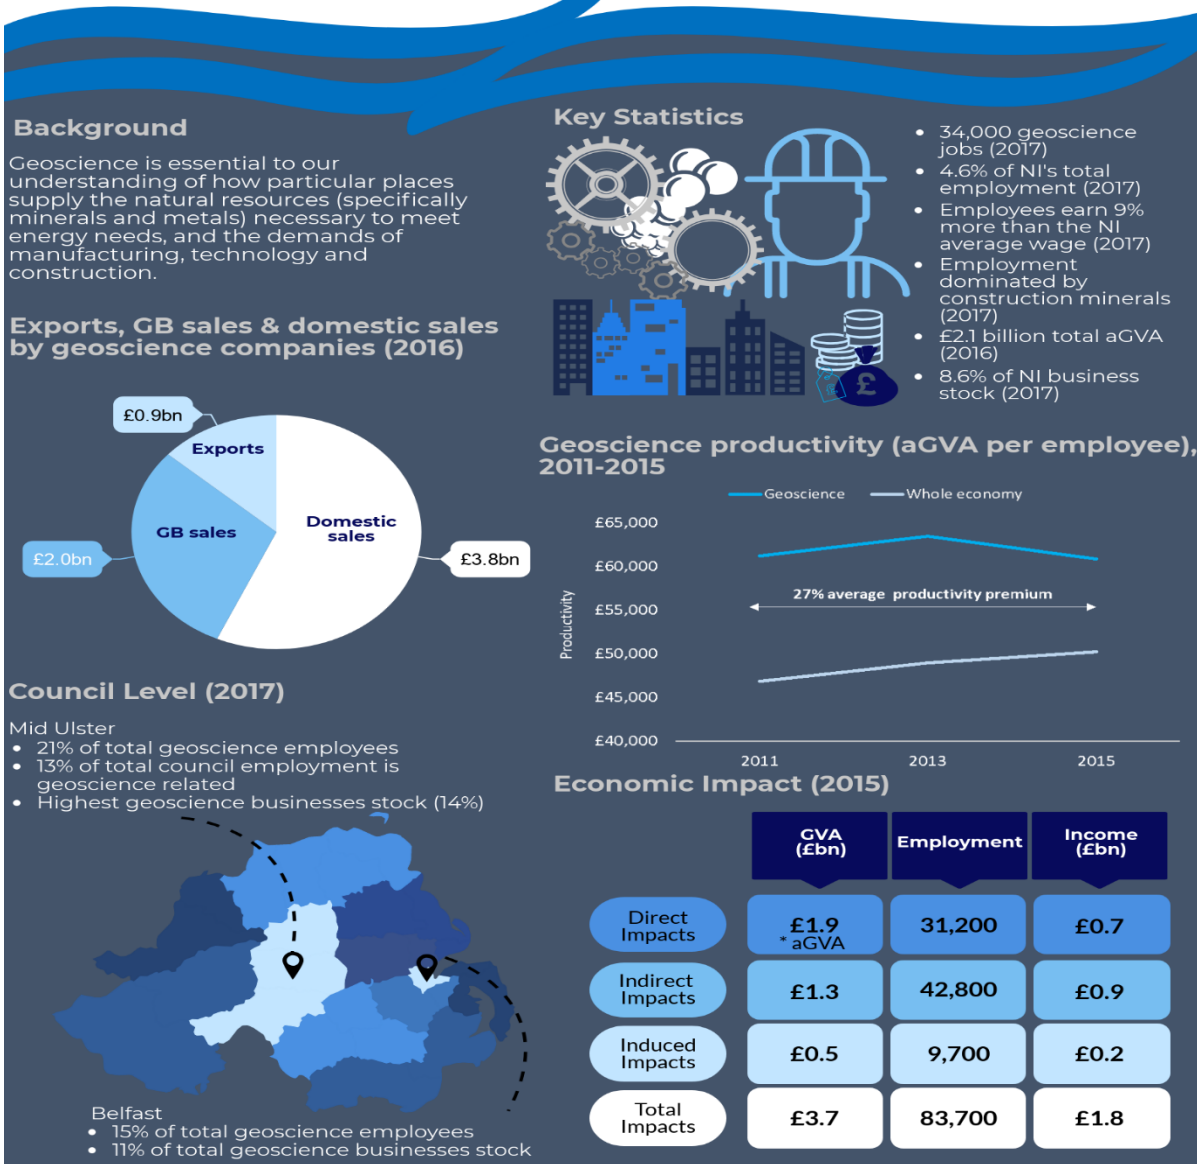 Background
Geoscience is essential to our
understanding of how particular places
supply the natural resources (specifically
minerals and metals) necessary to meet
energy needs, and the demands of
manufacturing, technology and
construction.
Key Statistics
• 34,000 geoscience
jobs (2017)
• 4.6% of NI's total
employment (2017)
• Employees earn 9%
more than the NI
average wage (2017)
• Employment
dominated by
construction minerals
(2017)
• £2.1 billion total aGVA
(2016)
• 8.6% of NI business
stock (2017)
£
Exports, GB sales & domestic sales
by geoscience companies (2016)
£0.9bn
Exports
GB sales
Domestic
sales
£2.0bn
£3.8bn
Geoscience productivity (aGVA per employee),
2011-2015
Geoscience
Whole economy
Productivity
£65,000
£60,000
£55,000
£50,000
£45,000
£40,000
27% average productivity premium
2011
2013
2015
Council Level (2017)
Mid Ulster
• 21% of total geoscience employees
• 13% of total council employment is
geoscience related
• Highest geoscience businesses stock (14%)
Belfast
• 15% of total geoscience employees
• 11% of total geoscience businesses stock
Economic Impact (2015)
GVA
(£bn)
Employment
Income
(£bn)
Direct
Impacts
£1.9
* aGVA
31,200
£0.7
Indirect
Impacts
£1.3
42,800
£0.9
Induced
Impacts
£0.5
9,700
£0.2
Total
Impacts
£3.7
83,700
£1.8